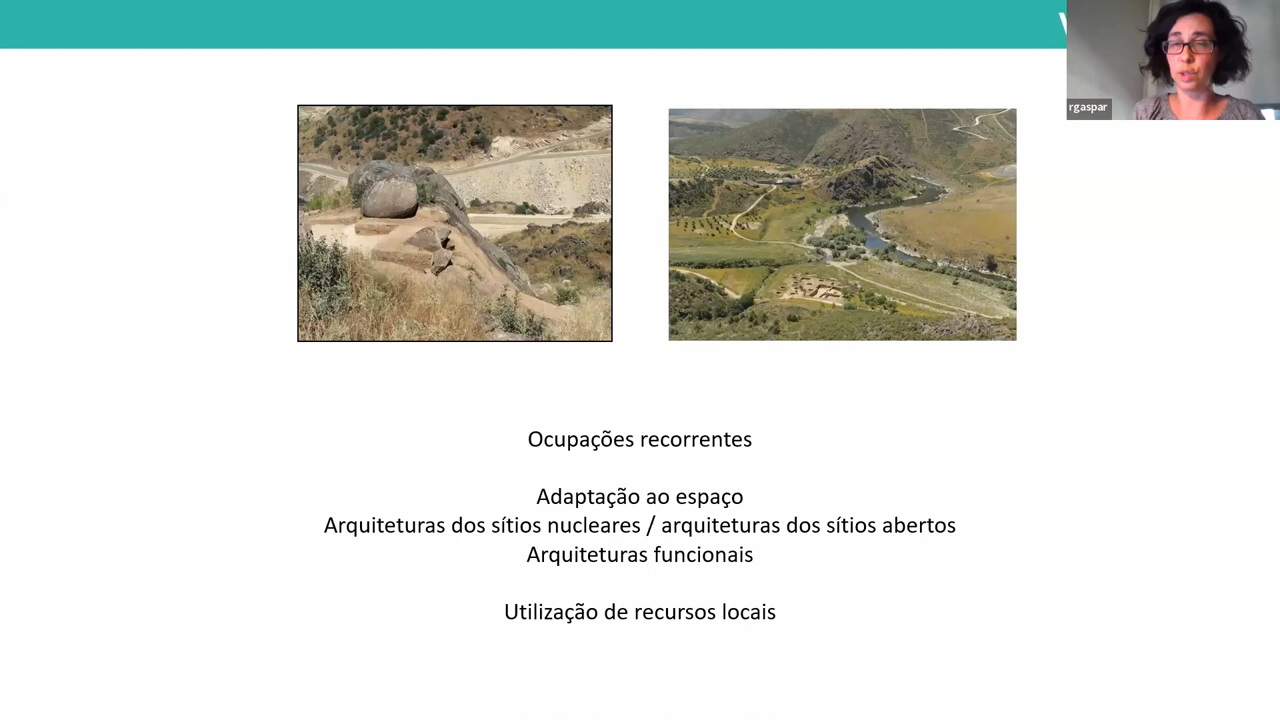 rgaspar
Ocupações recorrentes
Adaptação ao espaço
Arquiteturas dos sítios nucleares / arquiteturas dos sítios abertos
Arquiteturas funcionais
Utilização de recursos locais